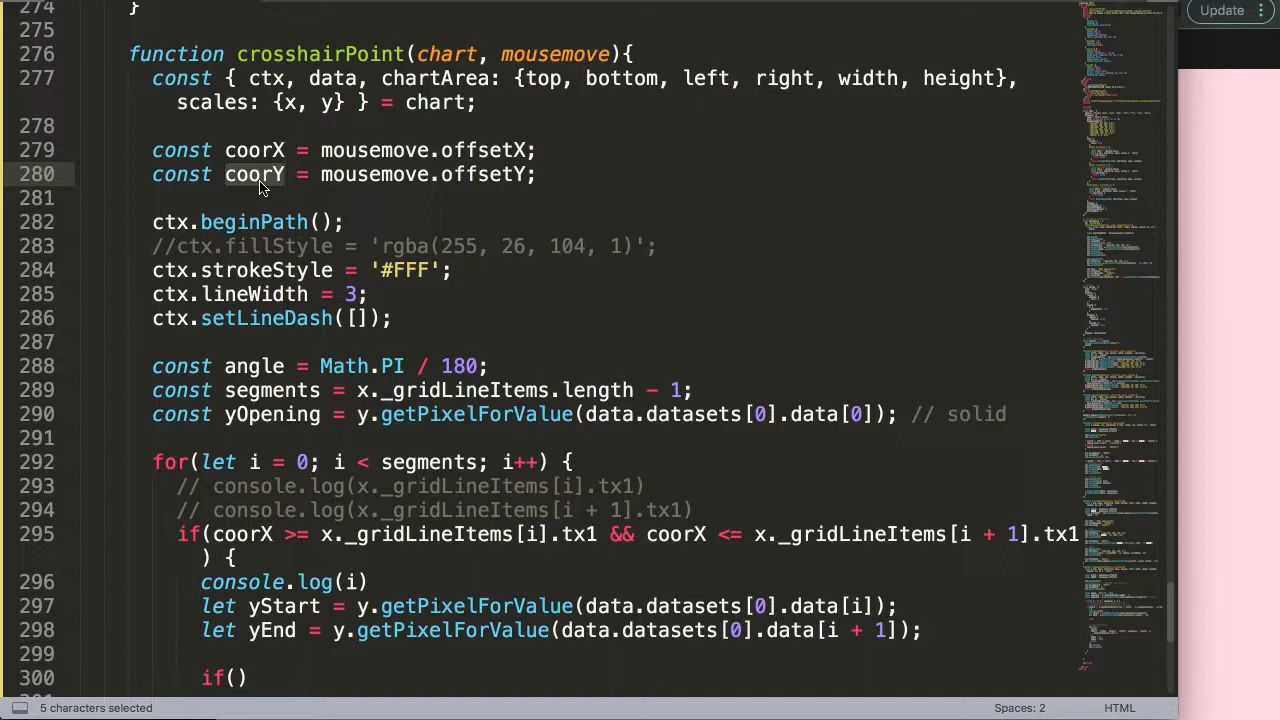 274 }
275
276 function crosshairPoint(chart, mousemove){
277 const { ctx, data, chartArea: {top, bottom, left, right, width, height},
scales: {x, y} } = chart;
278
279 const coorX = mousemove.offsetX;
280 const coorY = mousemove.offsetY;
281
282 ctx.beginPath();
283 //ctx.fillStyle = 'rgba(255, 26, 104, 1)';
284 ctx.strokeStyle = '#FFF';
285 ctx.lineWidth = 3;
286 ctx.setLineDash([]);
287
288 const angle = Math.PI / 180;
289 const segments = x._gridLineItems.length - 1;
290 const yOpening = y.getPixelForValue(data.datasets[0].data[0]); // solid
291
292 for(let i = 0; i < segments; i++) {
293 // console.log(x._gridLineItems[i].tx1)
294 // console.log(x._gridLineItems[i + 1].tx1)
295 if(coorX >= x._gridLineItems[i].tx1 && coorX <= x._gridLineItems[i + 1].tx1
) {
296 console.log(i)
297 let yStart = y.getPixelForValue(data.datasets[0].data[i]);
298 let yEnd = y.getPixelForValue(data.datasets[0].data[i + 1]);
299
300 if()
301
5 characters selected
Spaces: 2
HTML
Update